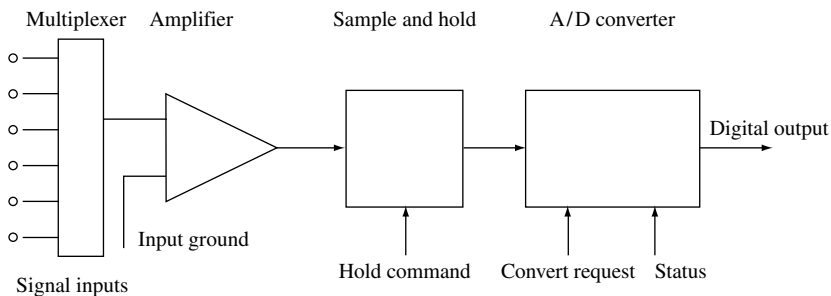 Multiplexer Amplifier Sample and hold A/D converter
Digital output
Input ground
Signal inputs Hold command Convert request Status